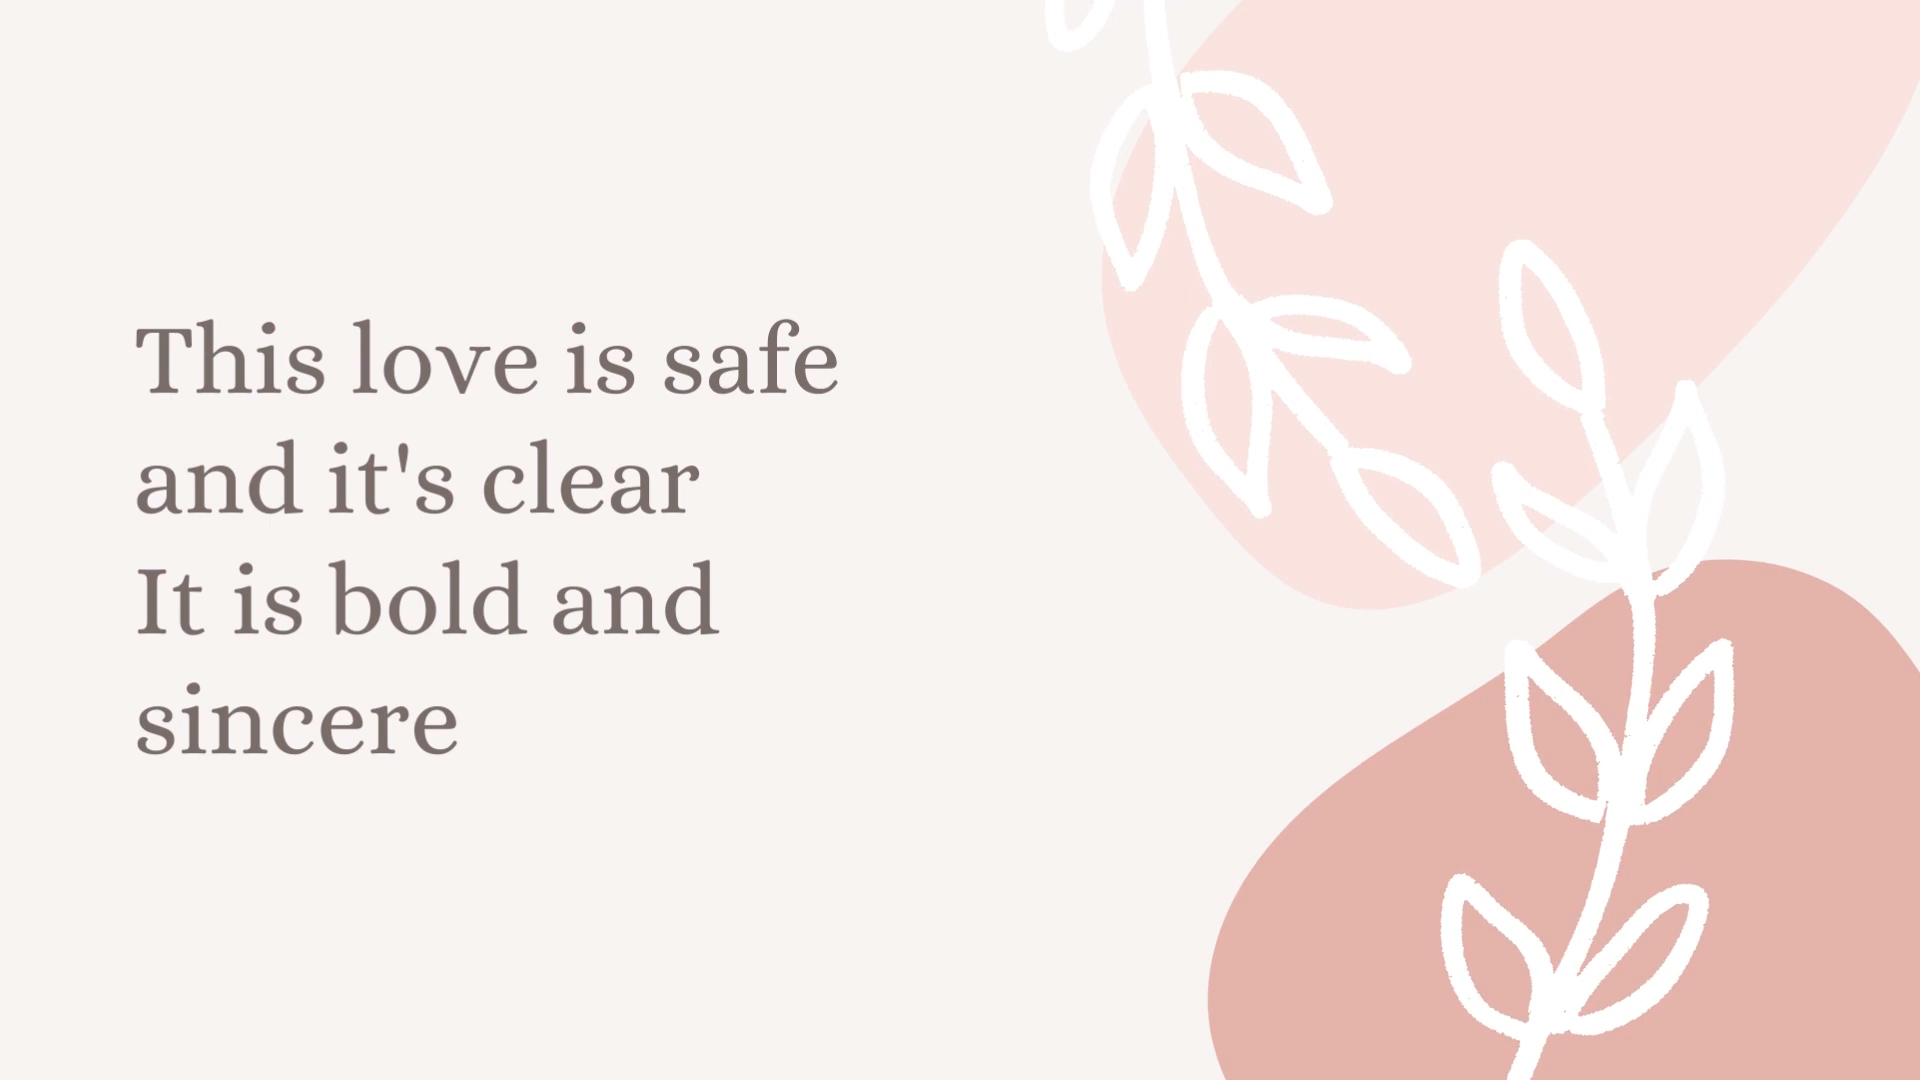 This love is safe
and it's clear
It is bold and
sincere